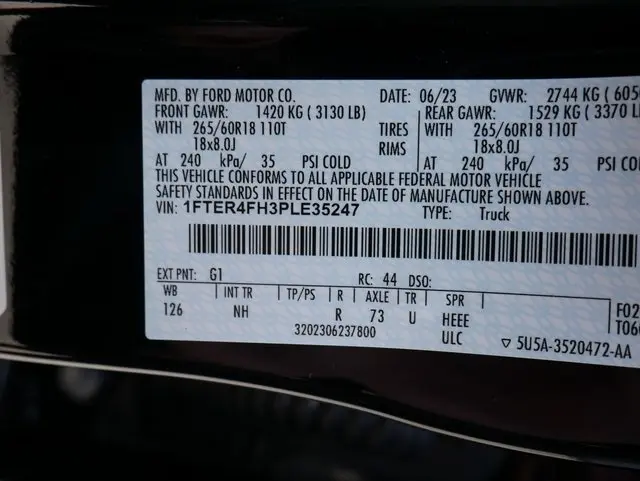 MFD. BY FORD MOTOR CO. DATE: 06/23 GVWR: 2744 KG ( 605
FRONT GAWR: 1420 KG ( 3130 LB) REAR GAWR: 1529 KG ( 3370 L
WITH 265/60R18 110T TIRES WITH 265/60R18 110T
18x8.0J RIMS 18x8.0J
AT 240 kPa/ 35 PSI COLD AT 240 kPa/ 35 PSI COL
THIS VEHICLE CONFORMS TO ALL APPLICABLE FEDERAL MOTOR VEHICLE
SAFETY STANDARDS IN EFFECT ON THE DATE OF MANUFACTURE SHOWN ABOVE.
VIN: 1FTER4FH3PLE35247 TYPE: Truck
EXT PNT: G1 RC: 44 DSO:
WB INT TR TP/PS R AXLE TR SPR
126 NH R 73 U HEEE
3202306237800 ULC
F02
T06
▽ 5U5A-3520472-AA